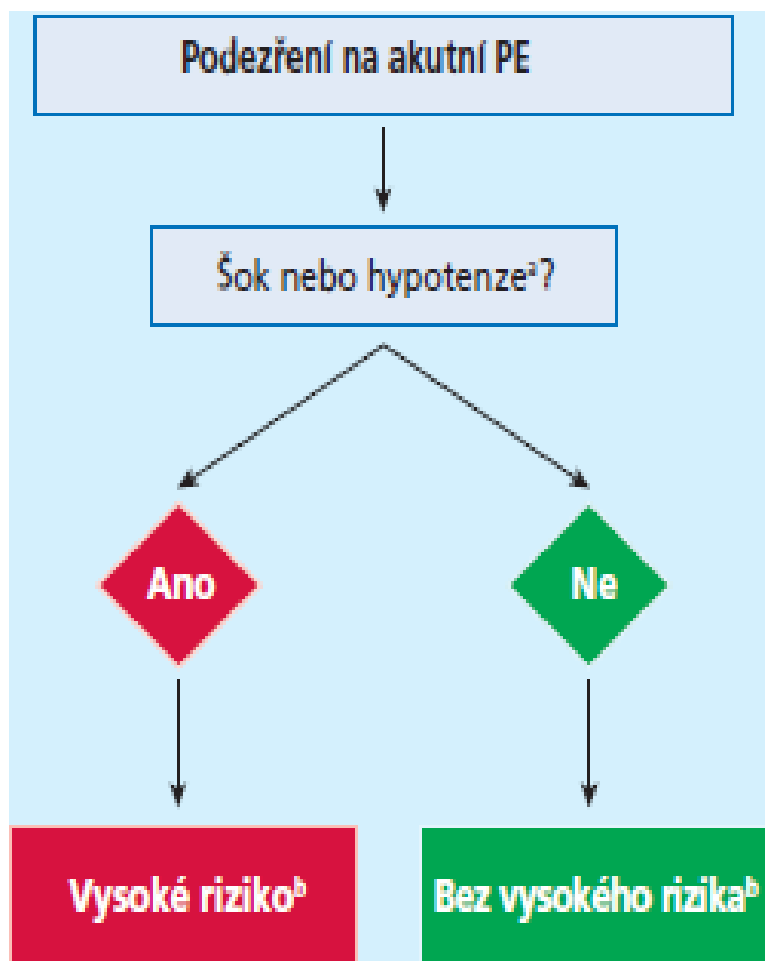 Podezření na akutní PE
Šok nebo hypotenzeᵃ?
Ano
Ne
Vysoké rizikoᵇ
Bez vysokého rizikaᵇ